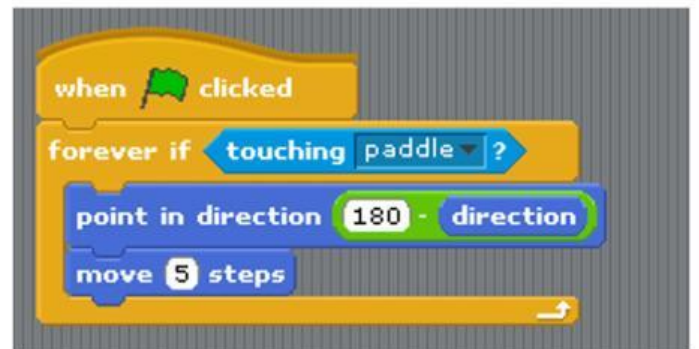 when clicked
forever if touching paddle ?
point in direction 180 - direction
move 5 steps